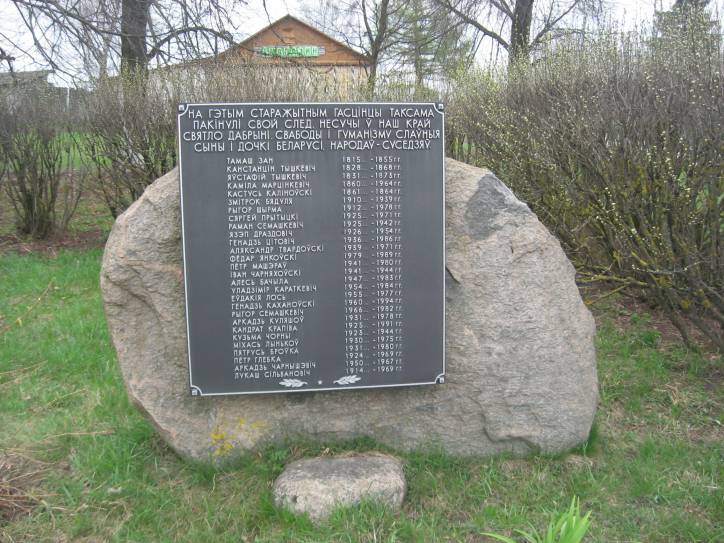 НА ГЭТЫМ СТАРАЖЫТНЫМ ГАСЦІНЦЫ ТАКСАМА
ПАКІНУЛІ СВОЙ СЛЕД, НЕСУЧЫ Ў НАШ КРАЙ
СВЯТЛО ДАБРЫНІ, СВАБОДЫ І ГУМАНІЗМУ СЛАЎНЫЯ
СЫНЫ І ДОЧКІ БЕЛАРУСІ, НАРОДАЎ-СУСЕДЗЯЎ
ТАМАШ ЗАН 1815... -1855гг.
КАНСТАНЦІН ТЫШКЕВІЧ 1828... -1868гг.
ЯЎСТАФІЙ ТЫШКЕВІЧ 1831... -1873гг.
КАМІЛА МАРЦІНКЕВІЧ 1860...
КАСТУСЬ КАЛІНОЎСКІ 1861... -1864гг.
ЗМІТРОК БЯДУЛЯ 1910... -1939гг.
РЫГОР ШЫРМА 1912... -1978гг.
СЯРГЕЙ ПРЫТЫЦКІ 1925... -1971гг.
РАМАН СЕМАШКЕВІЧ 1925...
ЯЗЭП ДРАЗДОВІЧ 1926... -1954гг.
ГЕНАДЗЬ ЦІТОВІЧ 1936... -1986гг.
АЛЯКСАНДР ТВАРДОЎСКІ 1939... -1971гг.
ФЁДАР ЯНКОЎСКІ 1979... -1989гг.
ПЁТР МАШЭРАЎ 1941... -1980гг.
ІВАН ЧАРНЯХОЎСКІ 1941... -1944гг.
АЛЕСЬ БАЧЫЛА 1947... -1983гг.
УЛАДЗІМІР КАРАТКЕВІЧ 1954... -1984гг.
ЕЎДАКІЯ ЛОСЬ 1955... -1977гг.
ГЕНАДЗЬ КАХАНОЎСКІ 1960... -1994гг.
РЫГОР СЕМАШКЕВІЧ 1966... -1982гг.
АРКАДЗЬ КУЛЯШОЎ 1931... -1978гг.
КАНДРАТ КРАПІВА 1925... -1991гг.
КУЗЬМА ЧОРНЫ 1923... -1944гг.
МІХАСЬ ЛЫНЬКОЎ 1930... -1975гг.
ПЯТРУСЬ БРОЎКА 1931... -1980гг.
ПЁТР ГЛЕБКА 1924... -1969гг.
АРКАДЗЬ ЧАРНЫШЭВІЧ 1950... -1967гг.
ЛУКАШ СІЛЬВАНОВІЧ 1914... -1969гг.